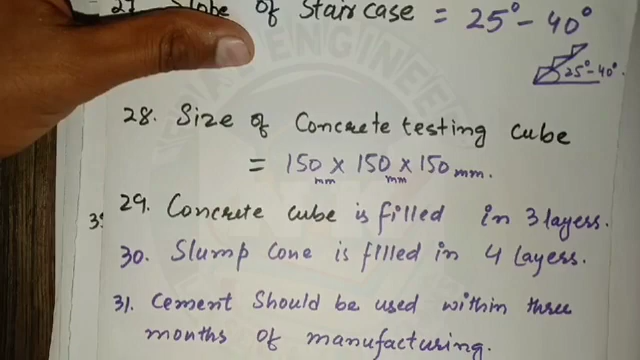 27. Slope of Staircase = 25° - 40°
25°-40°.
28. Size of Concrete testing cube
= 150 mm x 150 mm x 150 mm.
29. Concrete cube is filled in 3 layers.
30. Slump Cone is filled in 4 layers.
31. Cement Should be used within three
months of manufacturing.